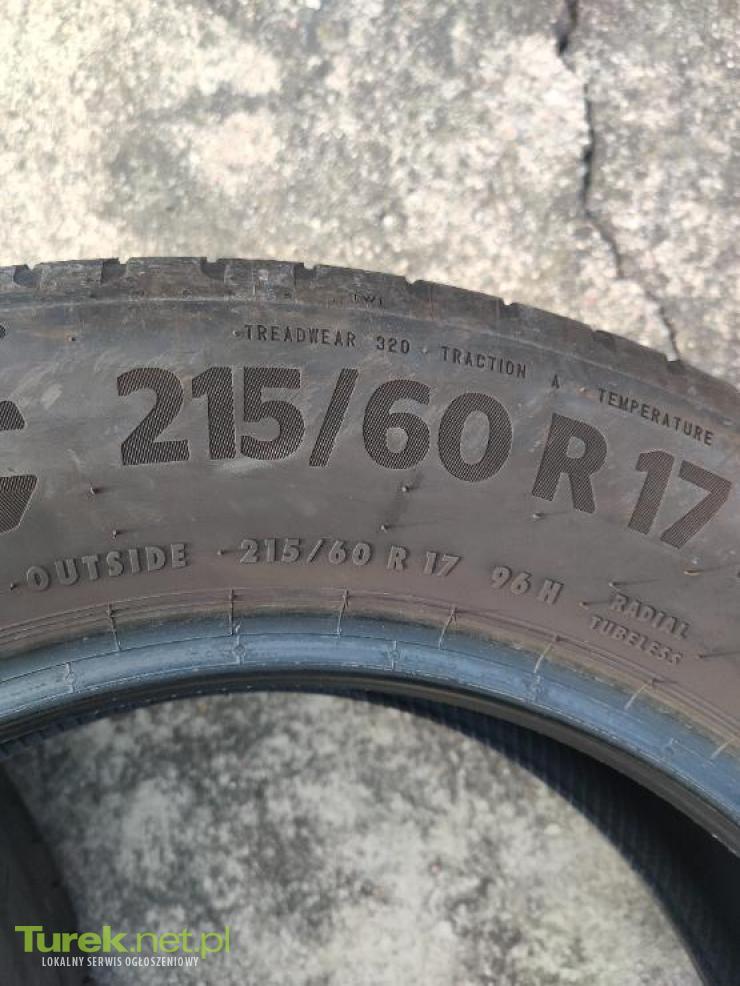 TWI
TREADWEAR 320 TRACTION A TEMPERATURE
215/60 R 17
OUTSIDE 215/60 R 17 96 H RADIAL
TUBELESS
Turek.net.pl
LOKALNY SERWIS OGŁOSZENIOWY